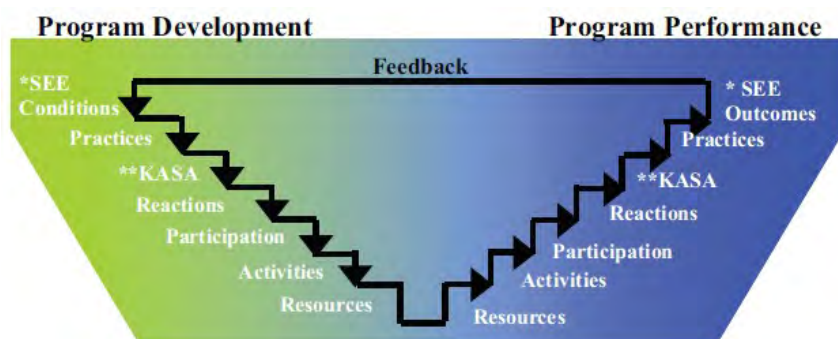 Program Development
Program Performance
Feedback
*SEE
Conditions
Practices
**KASA
Reactions
Participation
Activities
Resources
* SEE
Outcomes
Practices
**KASA
Reactions
Participation
Activities
Resources